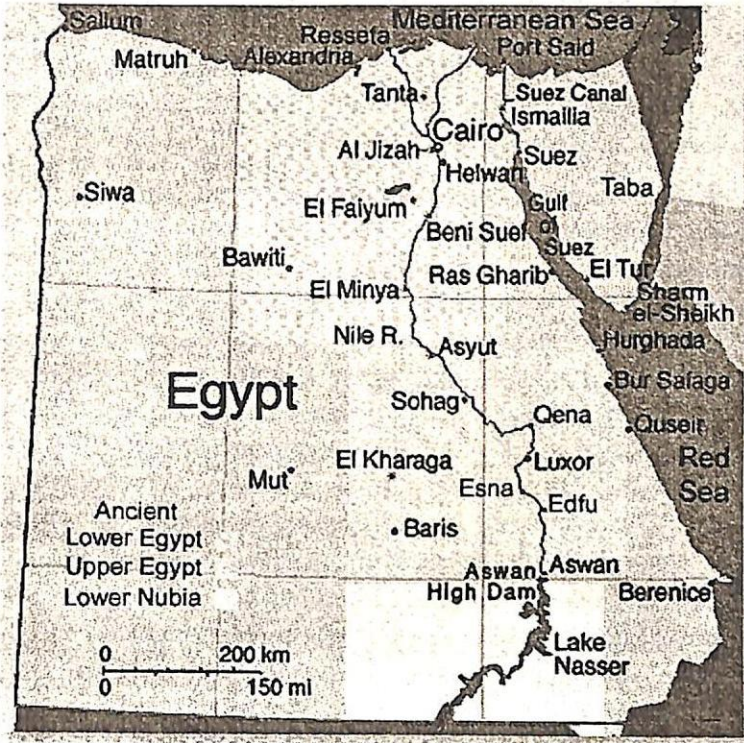 Sallum
Mediterranean Sea
Resseta
Port Said
Matruh
Alexandria
Tanta
Suez Canal
Ismailia
Cairo
Al Jizah
Suez
Helwan
Siwa
Taba
El Faiyum
Gulf
of
Suez
Beni Suef
Bawiti
Ras Gharib
El Tur
El Minya
Sharm
el-Sheikh
Nile R.
Asyut
Hurghada
Egypt
Bur Safaga
Sohag
Qena
Quseir
El Kharaga
Luxor
Red
Sea
Mut
Esna
Edfu
Ancient
Lower Egypt
Upper Egypt
Lower Nubia
Baris
Aswan
High Dam
Aswan
Berenice
Lake
Nasser
0 200 km
0 150 mi